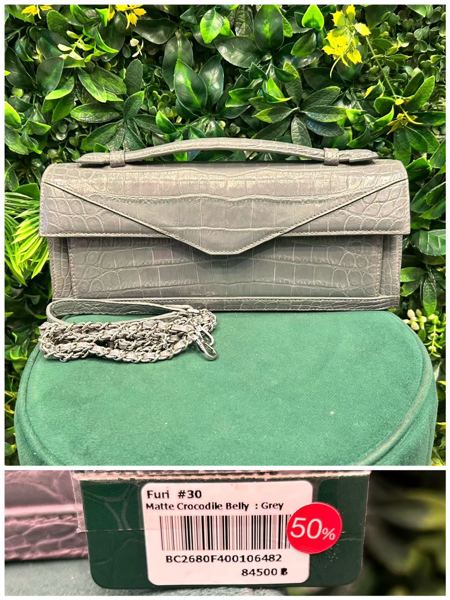 Furi #30
Matte Crocodile Belly : Grey
50%
BC2680F400106482
84500 ฿